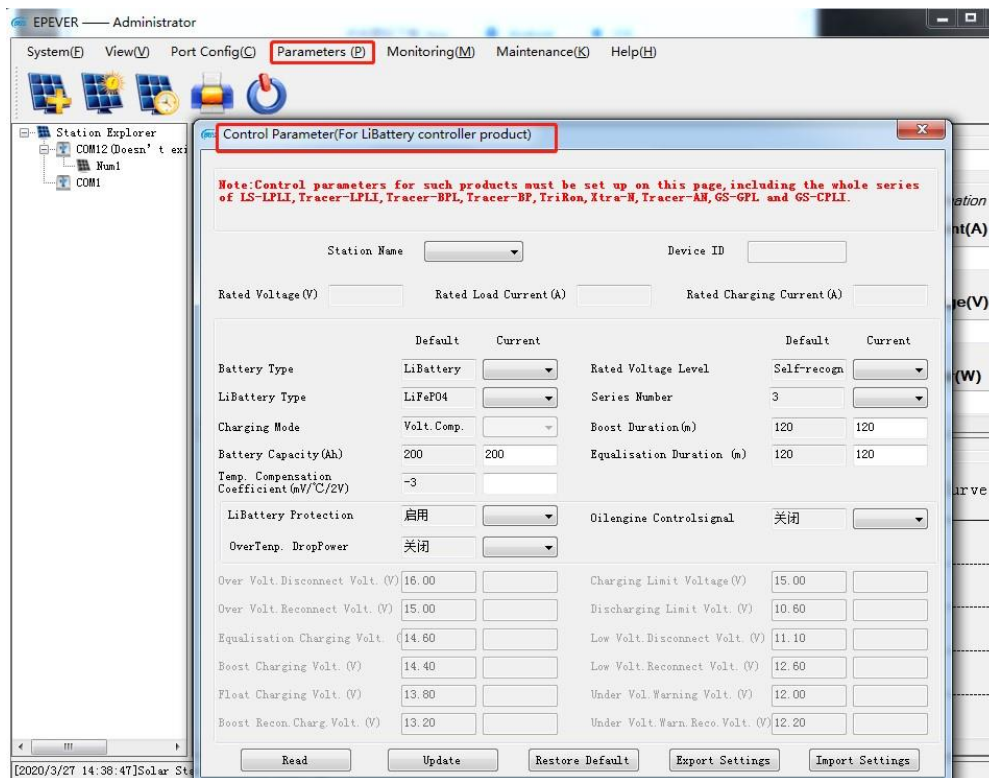 EPEVER —— Administrator
System(F) View(V) Port Config(C) Parameters (P) Monitoring(M) Maintenance(K) Help(H)
Station Explorer
COM12(Doesn't exi
Num1
COM1
Control Parameter(For LiBattery controller product)
Note:Control parameters for such products must be set up on this page,including the whole series
of LS-LPLI,Tracer-LPLI,Tracer-BPL,Tracer-BP,TriRon,Xtra-N,Tracer-AN,GS-GPL and GS-CPLI.
ation
nt(A)
Station Name Device ID
Rated Voltage(V) Rated Load Current(A) Rated Charging Current(A)
ge(V)
Default Current Default Current
Battery Type LiBattery Rated Voltage Level Self-recogn
(W)
LiBattery Type LiFePO4 Series Number 3
Charging Mode Volt.Comp. Boost Duration(m) 120 120
Battery Capacity(Ah) 200 200 Equalisation Duration (m) 120 120
Temp. Compensation
Coefficient(mV/℃/2V) -3
urve
LiBattery Protection 启用 Oilengine Controlsignal 关闭
OverTenp. DropPower 关闭
Over Volt.Disconnect Volt.(V) 16.00 Charging Limit Voltage(V) 15.00
Over Volt.Reconnect Volt.(V) 15.00 Discharging Limit Volt.(V) 10.60
Equalisation Charging Volt. ( 14.60 Low Volt.Disconnect Volt.(V) 11.10
Boost Charging Volt.(V) 14.40 Low Volt.Reconnect Volt.(V) 12.60
Float Charging Volt.(V) 13.80 Under Vol.Warning Volt.(V) 12.00
Boost Recon.Charg.Volt.(V) 13.20 Under Volt.Warn.Reco.Volt.(V) 12.20
Read Update Restore Default Export Settings Import Settings
[2020/3/27 14:38:47]Solar Sta